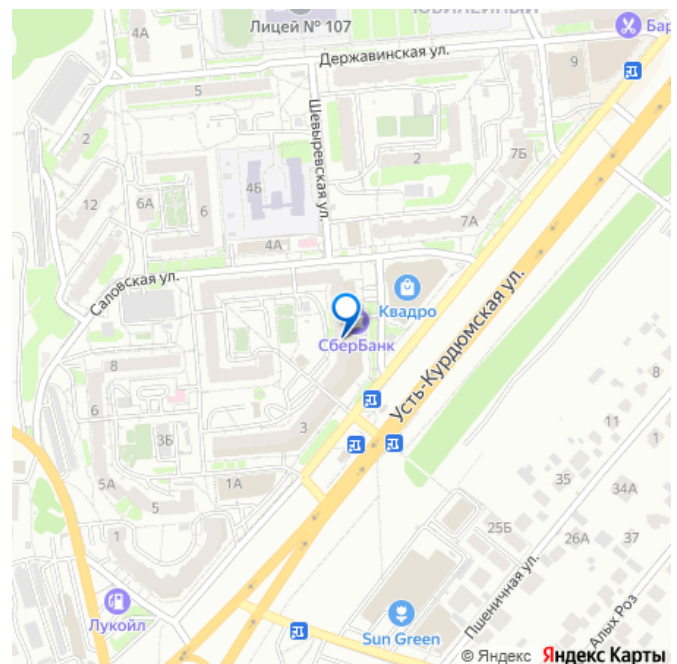 ЮБИЛЕЙНЫЙ
Лицей № 107
4А
Державинская ул.
Бар
9
5
Шевыревская ул.
2
2
7Б
4Б
12
6А
6
7А
4А
Саловская ул.
Квадро
СберБанк
Усть-Курдюмская ул.
8
8
6
3
11
1
3Б
35
34А
5А
5
1А
25Б
26А
37
1
Пшеничная ул.
Лукойл
Sun Green
Алых Роз
© Яндекс Яндекс Карты